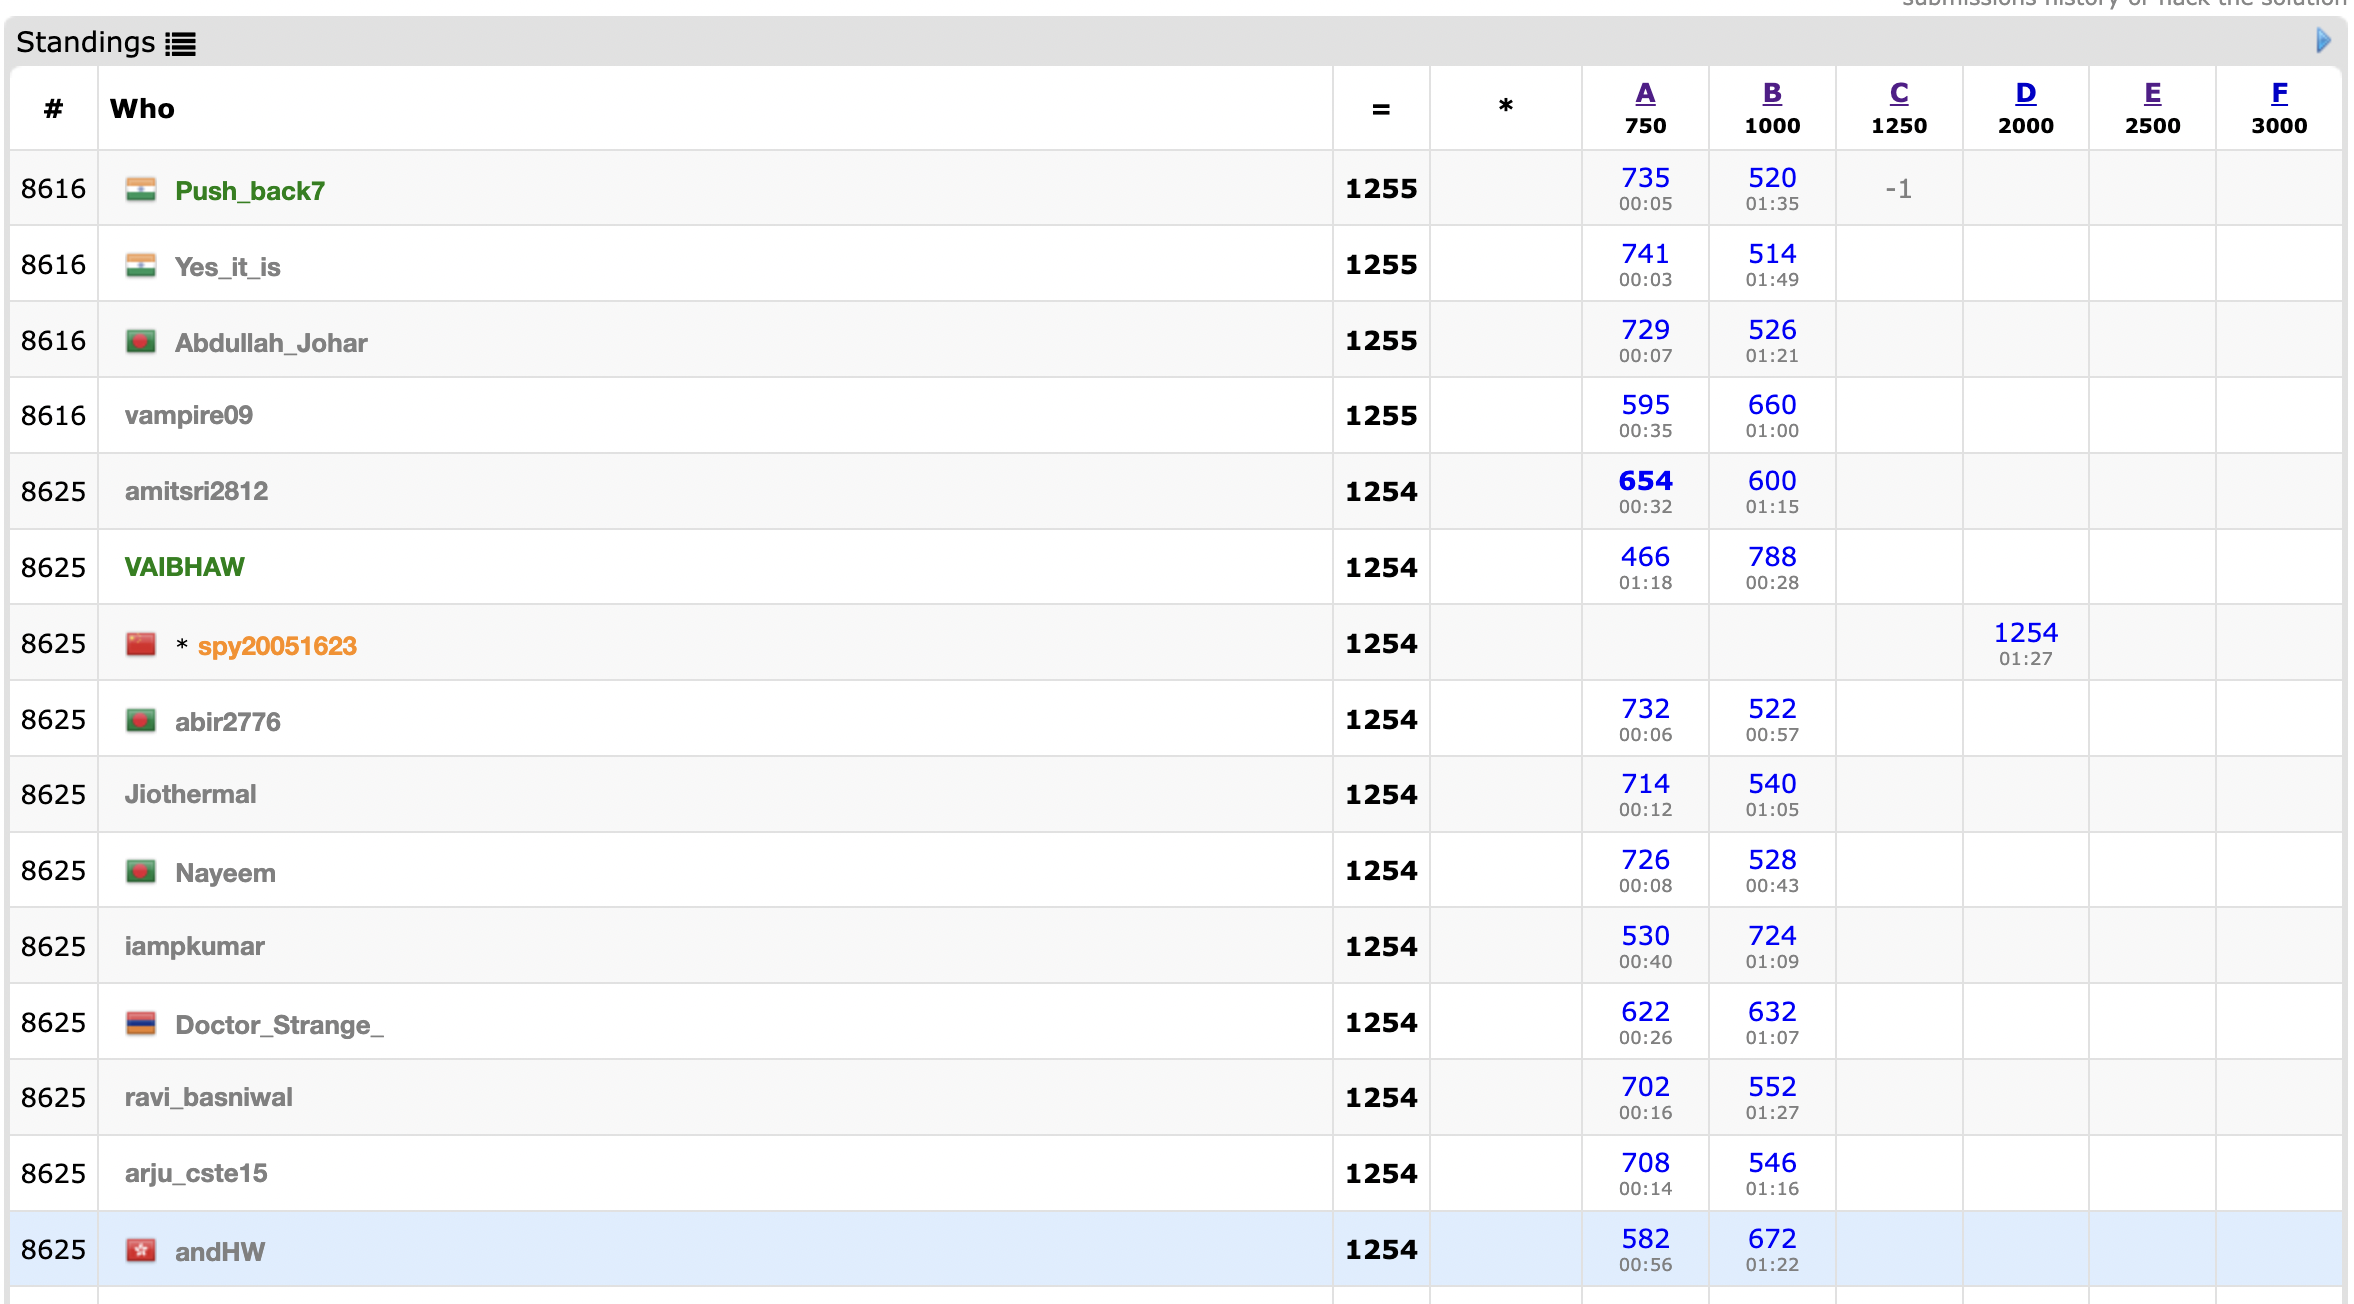 submissions history or hack the solution
Standings
# Who = * A B C D E F
750 1000 1250 2000 2500 3000
8616 Push_back7 1255 735 520 -1
00:05 01:35
8616 Yes_it_is 1255 741 514
00:03 01:49
8616 Abdullah_Johar 1255 729 526
00:07 01:21
8616 vampire09 1255 595 660
00:35 01:00
8625 amitsri2812 1254 654 600
00:32 01:15
8625 VAIBHAW 1254 466 788
01:18 00:28
8625 * spy20051623 1254 1254
01:27
8625 abir2776 1254 732 522
00:06 00:57
8625 Jiothermal 1254 714 540
00:12 01:05
8625 Nayeem 1254 726 528
00:08 00:43
8625 iampkumar 1254 530 724
00:40 01:09
8625 Doctor_Strange_ 1254 622 632
00:26 01:07
8625 ravi_basniwal 1254 702 552
00:16 01:27
8625 arju_cste15 1254 708 546
00:14 01:16
8625 andHW 1254 582 672
00:56 01:22